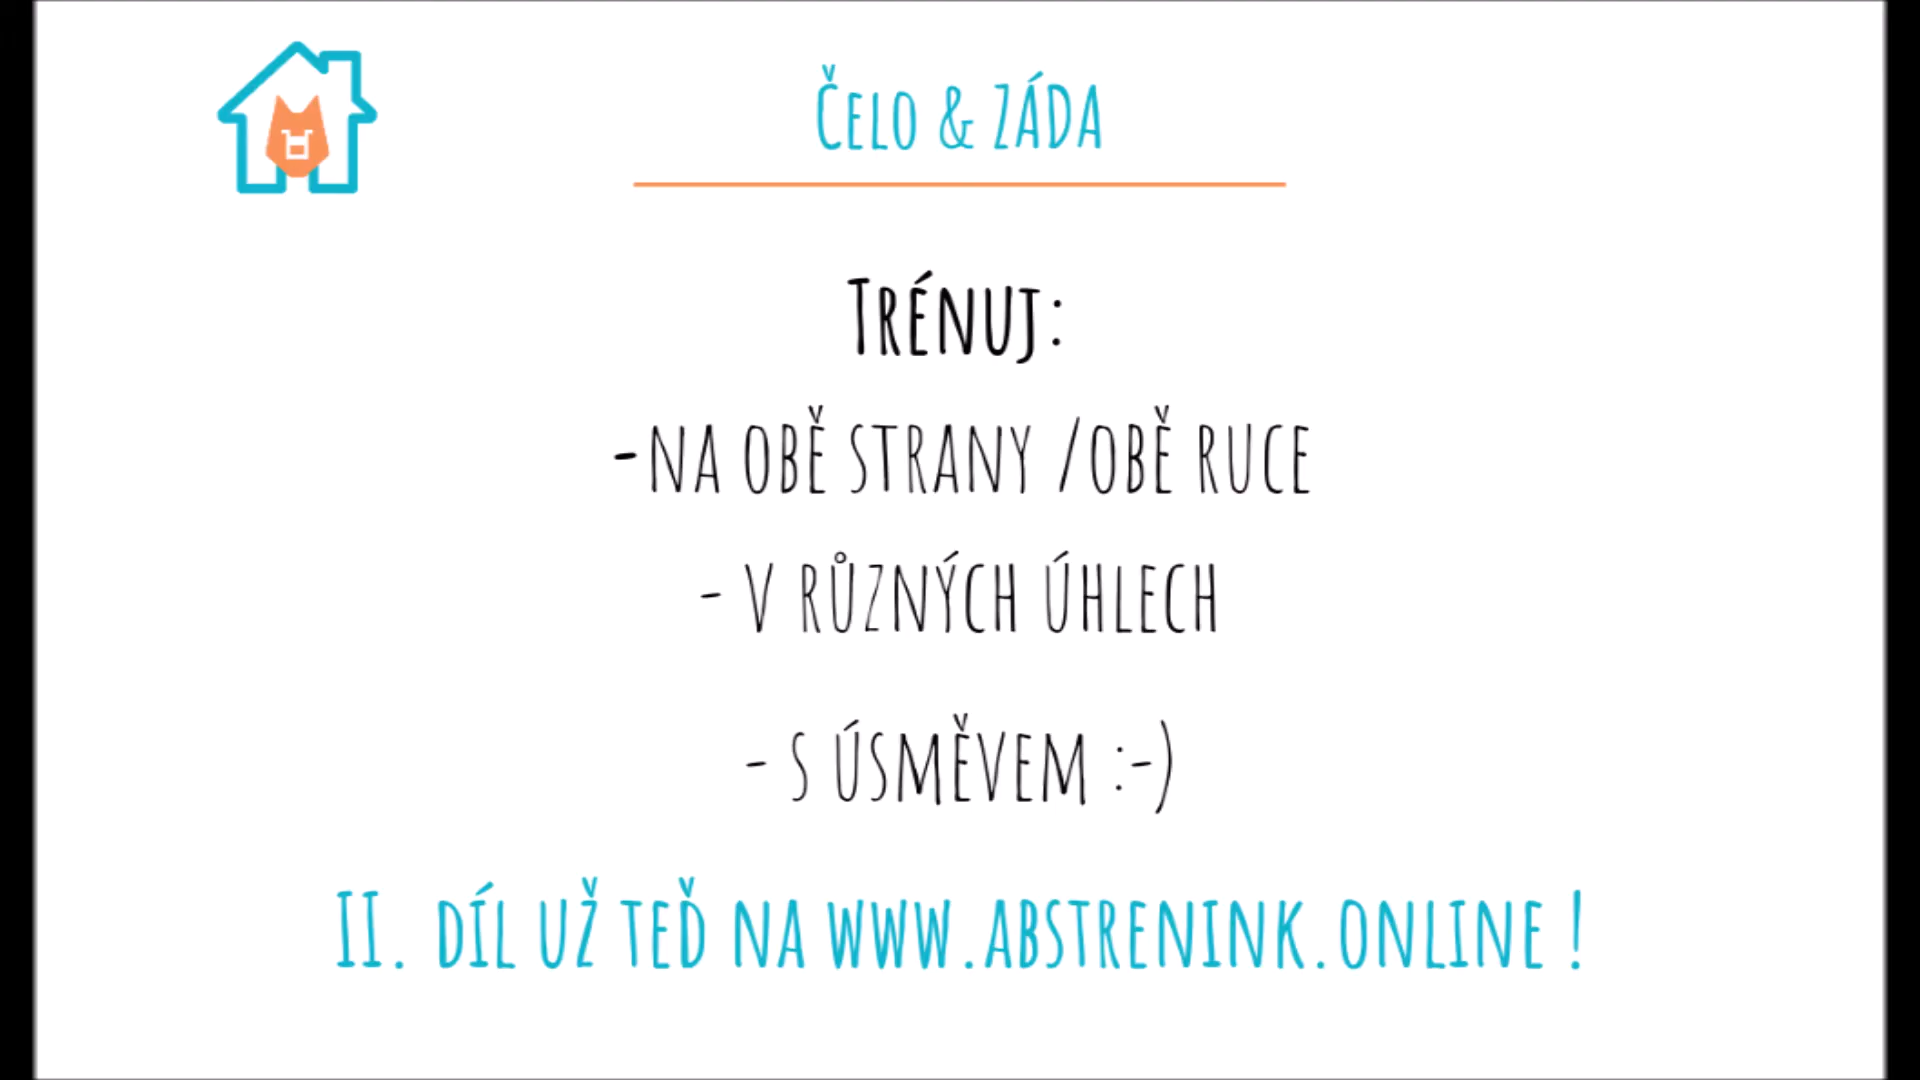 Čelo & ZÁDA
Trénuj:
-NA OBĚ STRANY /OBĚ RUCE
- V RŮZNÝCH ÚHLECH
- S ÚSMĚVEM :-)
II. DÍL UŽ TEĎ NA WWW.ABSTRENINK.ONLINE !